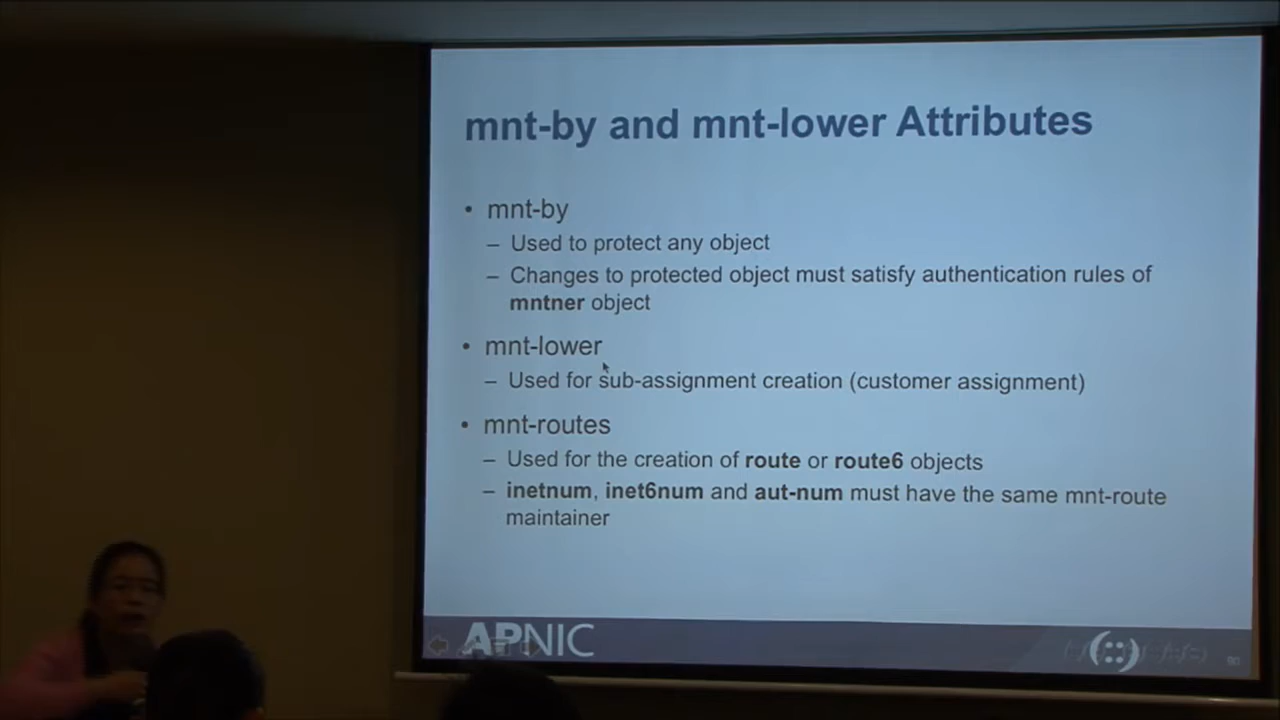 mnt-by and mnt-lower Attributes
• mnt-by
– Used to protect any object
– Changes to protected object must satisfy authentication rules of
mntner object
• mnt-lower
– Used for sub-assignment creation (customer assignment)
• mnt-routes
– Used for the creation of route or route6 objects
– inetnum, inet6num and aut-num must have the same mnt-route
maintainer
APNIC
(::)